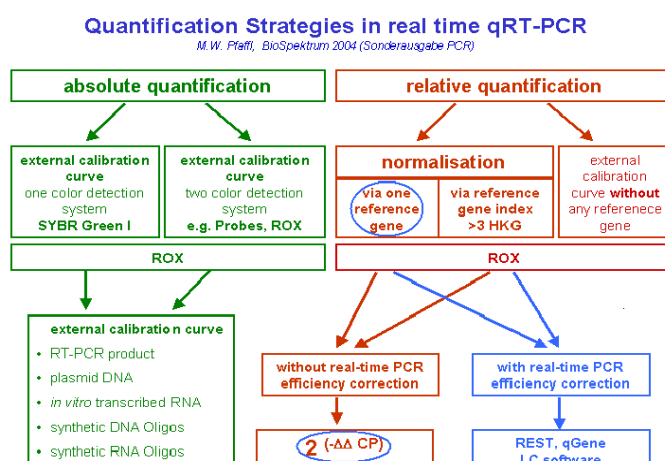 Quantification Strategies in real time qRT-PCR
M.W. Pfaffl, BioSpektrum 2004 (Sonderausgabe PCR)
absolute quantification
relative quantification
external calibration
curve
one color detection
system
SYBR Green I
external calibration
curve
two color detection
system
e.g. Probes, ROX
normalisation
via one
reference
gene
via reference
gene index
>3 HKG
external
calibration
curve without
any referenece
gene
ROX
ROX
external calibration curve
• RT-PCR product
• plasmid DNA
• in vitro transcribed RNA
• synthetic DNA Oligos
• synthetic RNA Oligos
without real-time PCR
efficiency correction
with real-time PCR
efficiency correction
2 (-ΔΔ CP)
REST, qGene
LC software